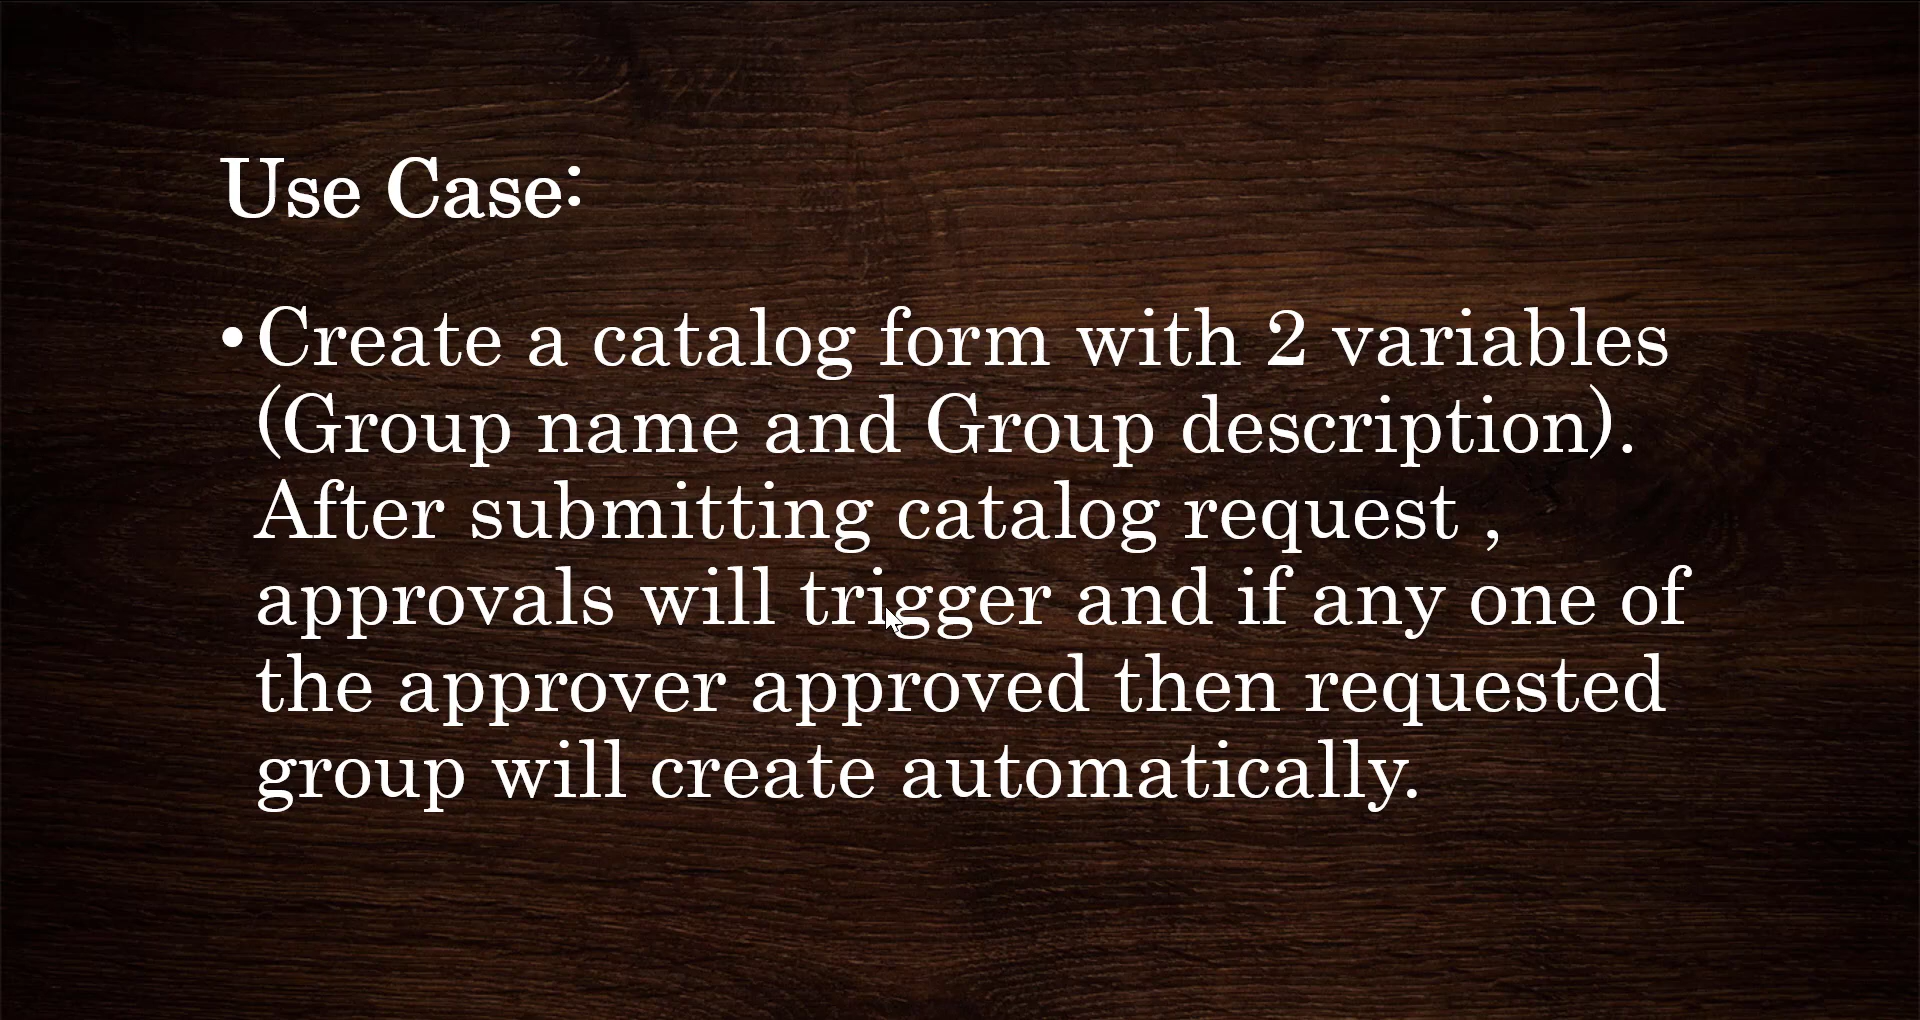 Use Case:
• Create a catalog form with 2 variables
(Group name and Group description).
After submitting catalog request ,
approvals will trigger and if any one of
the approver approved then requested
group will create automatically.